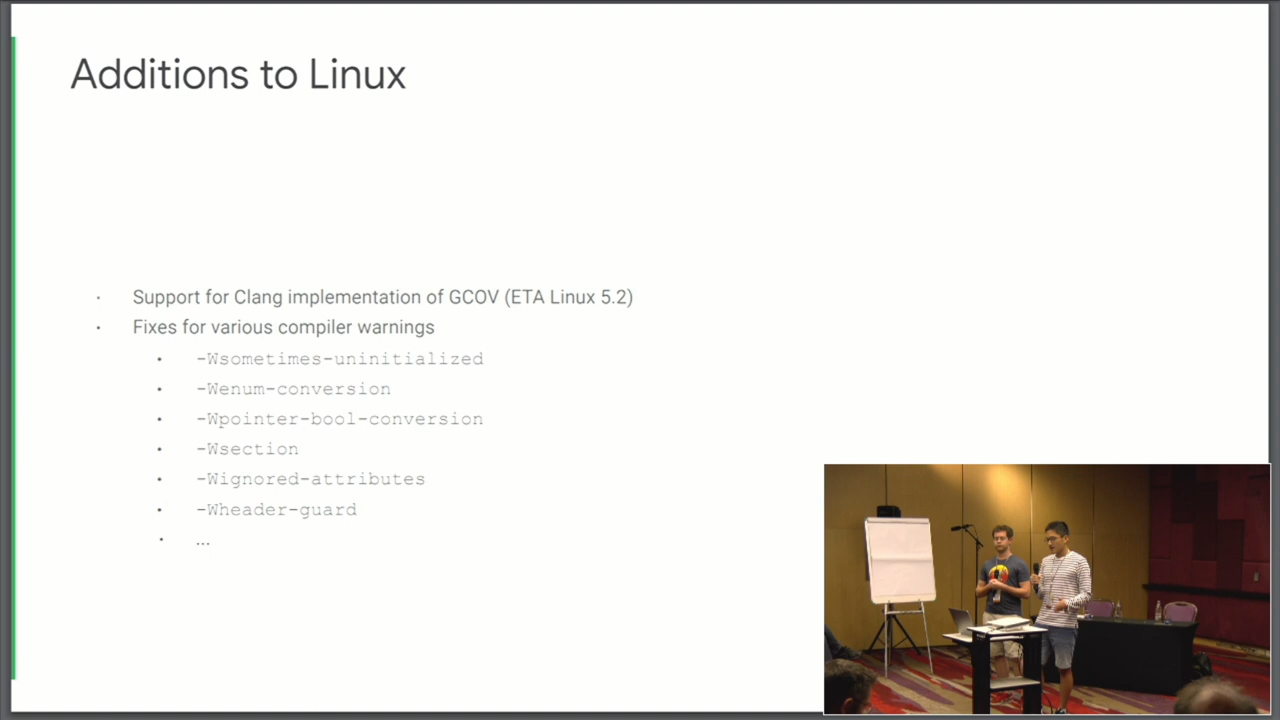 Additions to Linux
Support for Clang implementation of GCOV (ETA Linux 5.2)
Fixes for various compiler warnings
-Wsometimes-uninitialized
-Wenum-conversion
-Wpointer-bool-conversion
-Wsection
-Wignored-attributes
-Wheader-guard
...